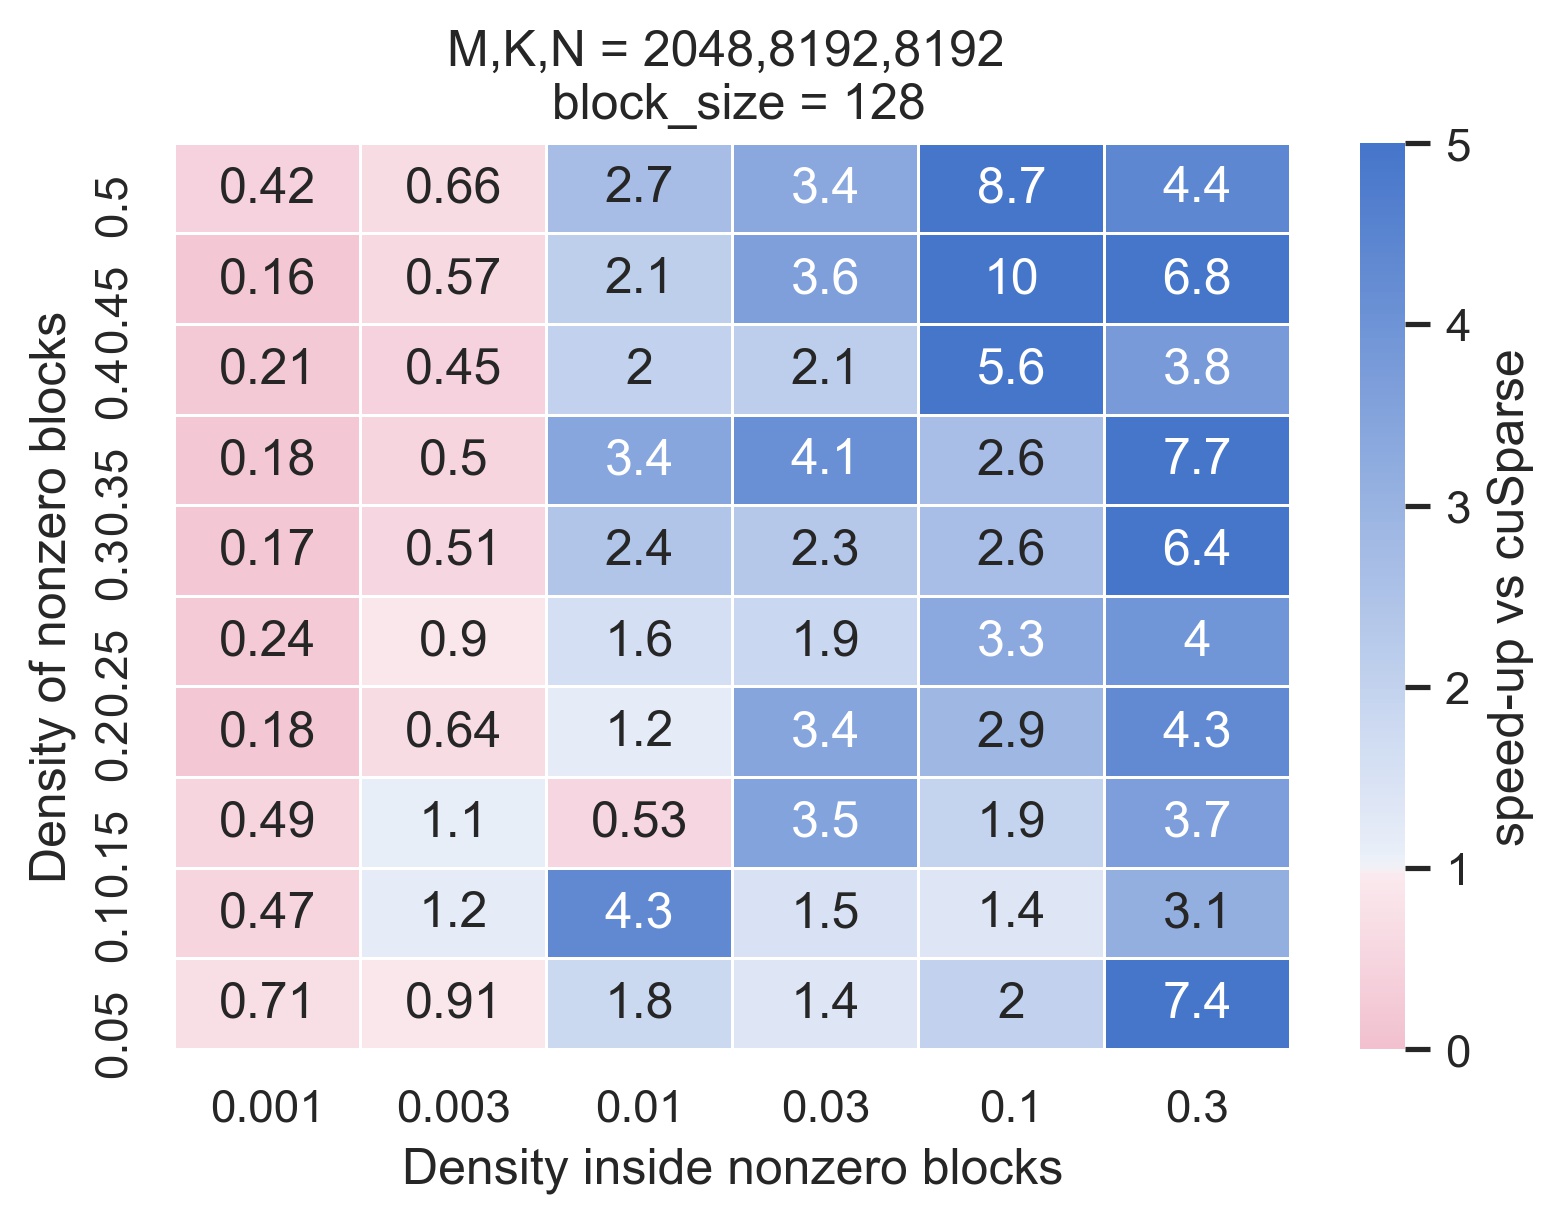 M,K,N = 2048,8192,8192
block_size = 128
Density of nonzero blocks
0.5 0.42 0.66 2.7 3.4 8.7 4.4
0.45 0.16 0.57 2.1 3.6 10 6.8
0.4 0.21 0.45 2 2.1 5.6 3.8
0.35 0.18 0.5 3.4 4.1 2.6 7.7
0.3 0.17 0.51 2.4 2.3 2.6 6.4
0.25 0.24 0.9 1.6 1.9 3.3 4
0.2 0.18 0.64 1.2 3.4 2.9 4.3
0.15 0.49 1.1 0.53 3.5 1.9 3.7
0.1 0.47 1.2 4.3 1.5 1.4 3.1
0.05 0.71 0.91 1.8 1.4 2 7.4
0.001 0.003 0.01 0.03 0.1 0.3
Density inside nonzero blocks
5
4
3
2
1
0
speed-up vs cuSparse